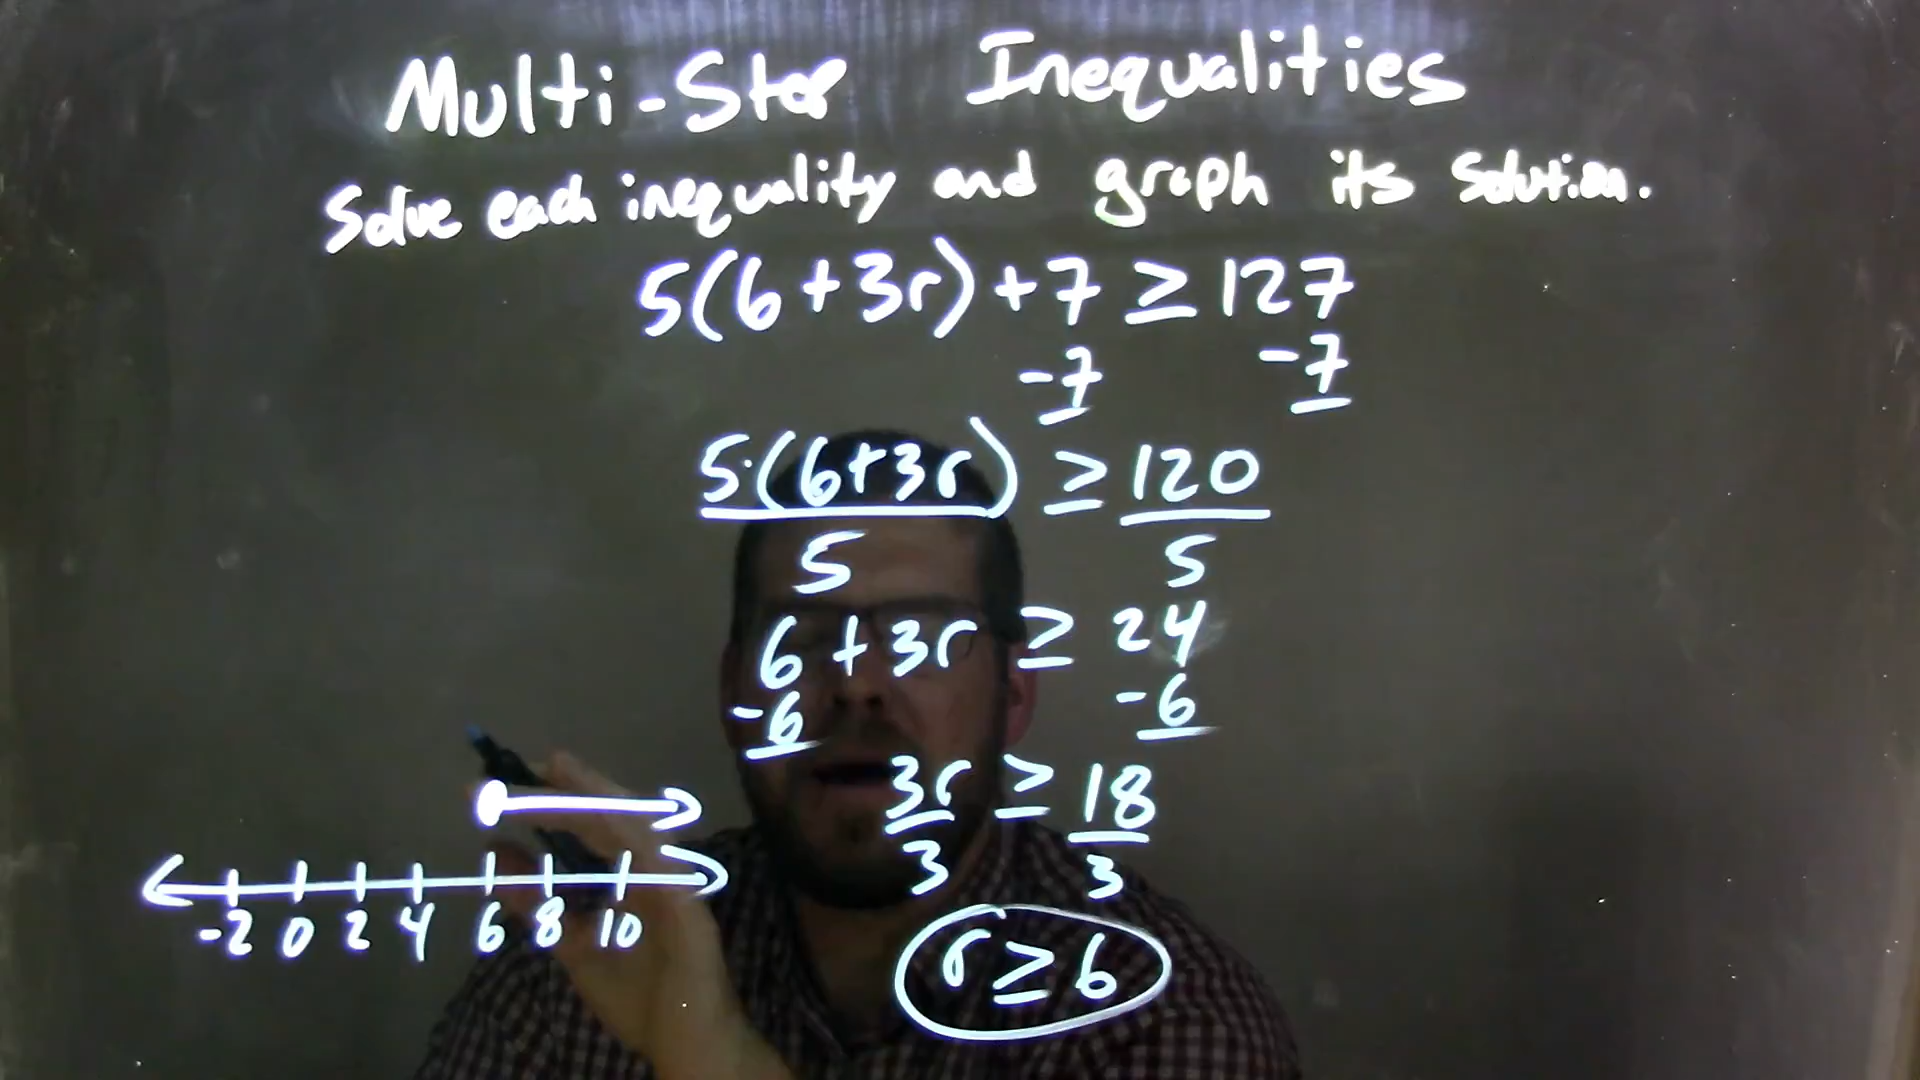 Multi-Step Inequalities
Solve each inequality and graph its solution.
5(6+3r)+7 ≥ 127
-7 -7
5·(6+3r) ≥ 120
5 5
6+3r ≥ 24
-6 -6
3r ≥ 18
3 3
-2 0 2 4 6 8 10
r ≥ 6